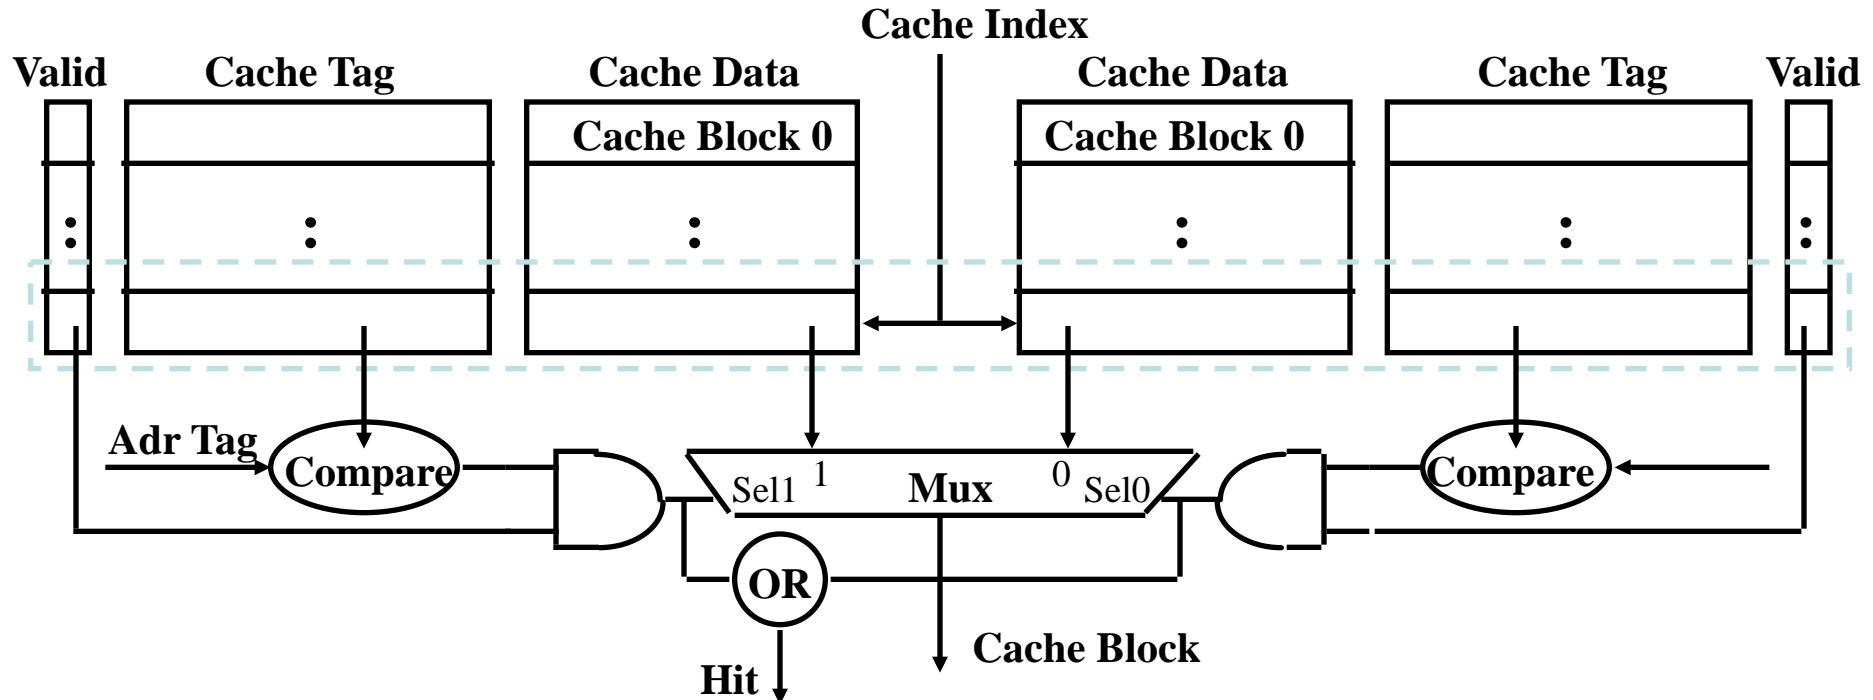 Cache Index
Valid Cache Tag Cache Data Cache Data Cache Tag Valid
Cache Block 0 Cache Block 0
Adr Tag
Compare Sel1 1 Mux 0 Sel0 Compare
OR
Cache Block
Hit